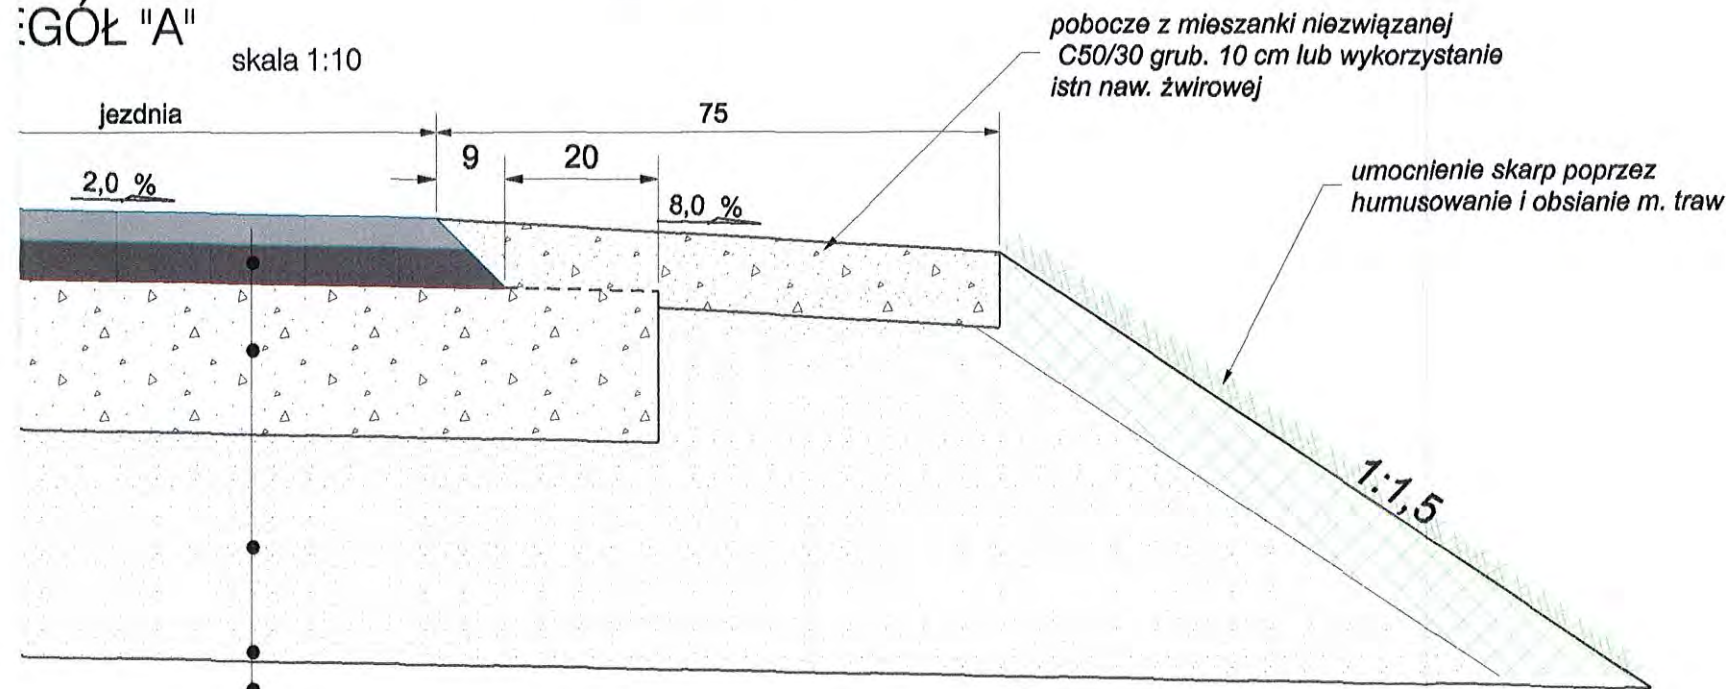 EGÓŁ "A"
skala 1:10
pobocze z mieszanki niezwiązanej
C50/30 grub. 10 cm lub wykorzystanie
istn naw. żwirowej
jezdnia
75
9
20
umocnienie skarp poprzez
humusowanie i obsianie m. traw
2,0 %
8,0 %
1:1,5